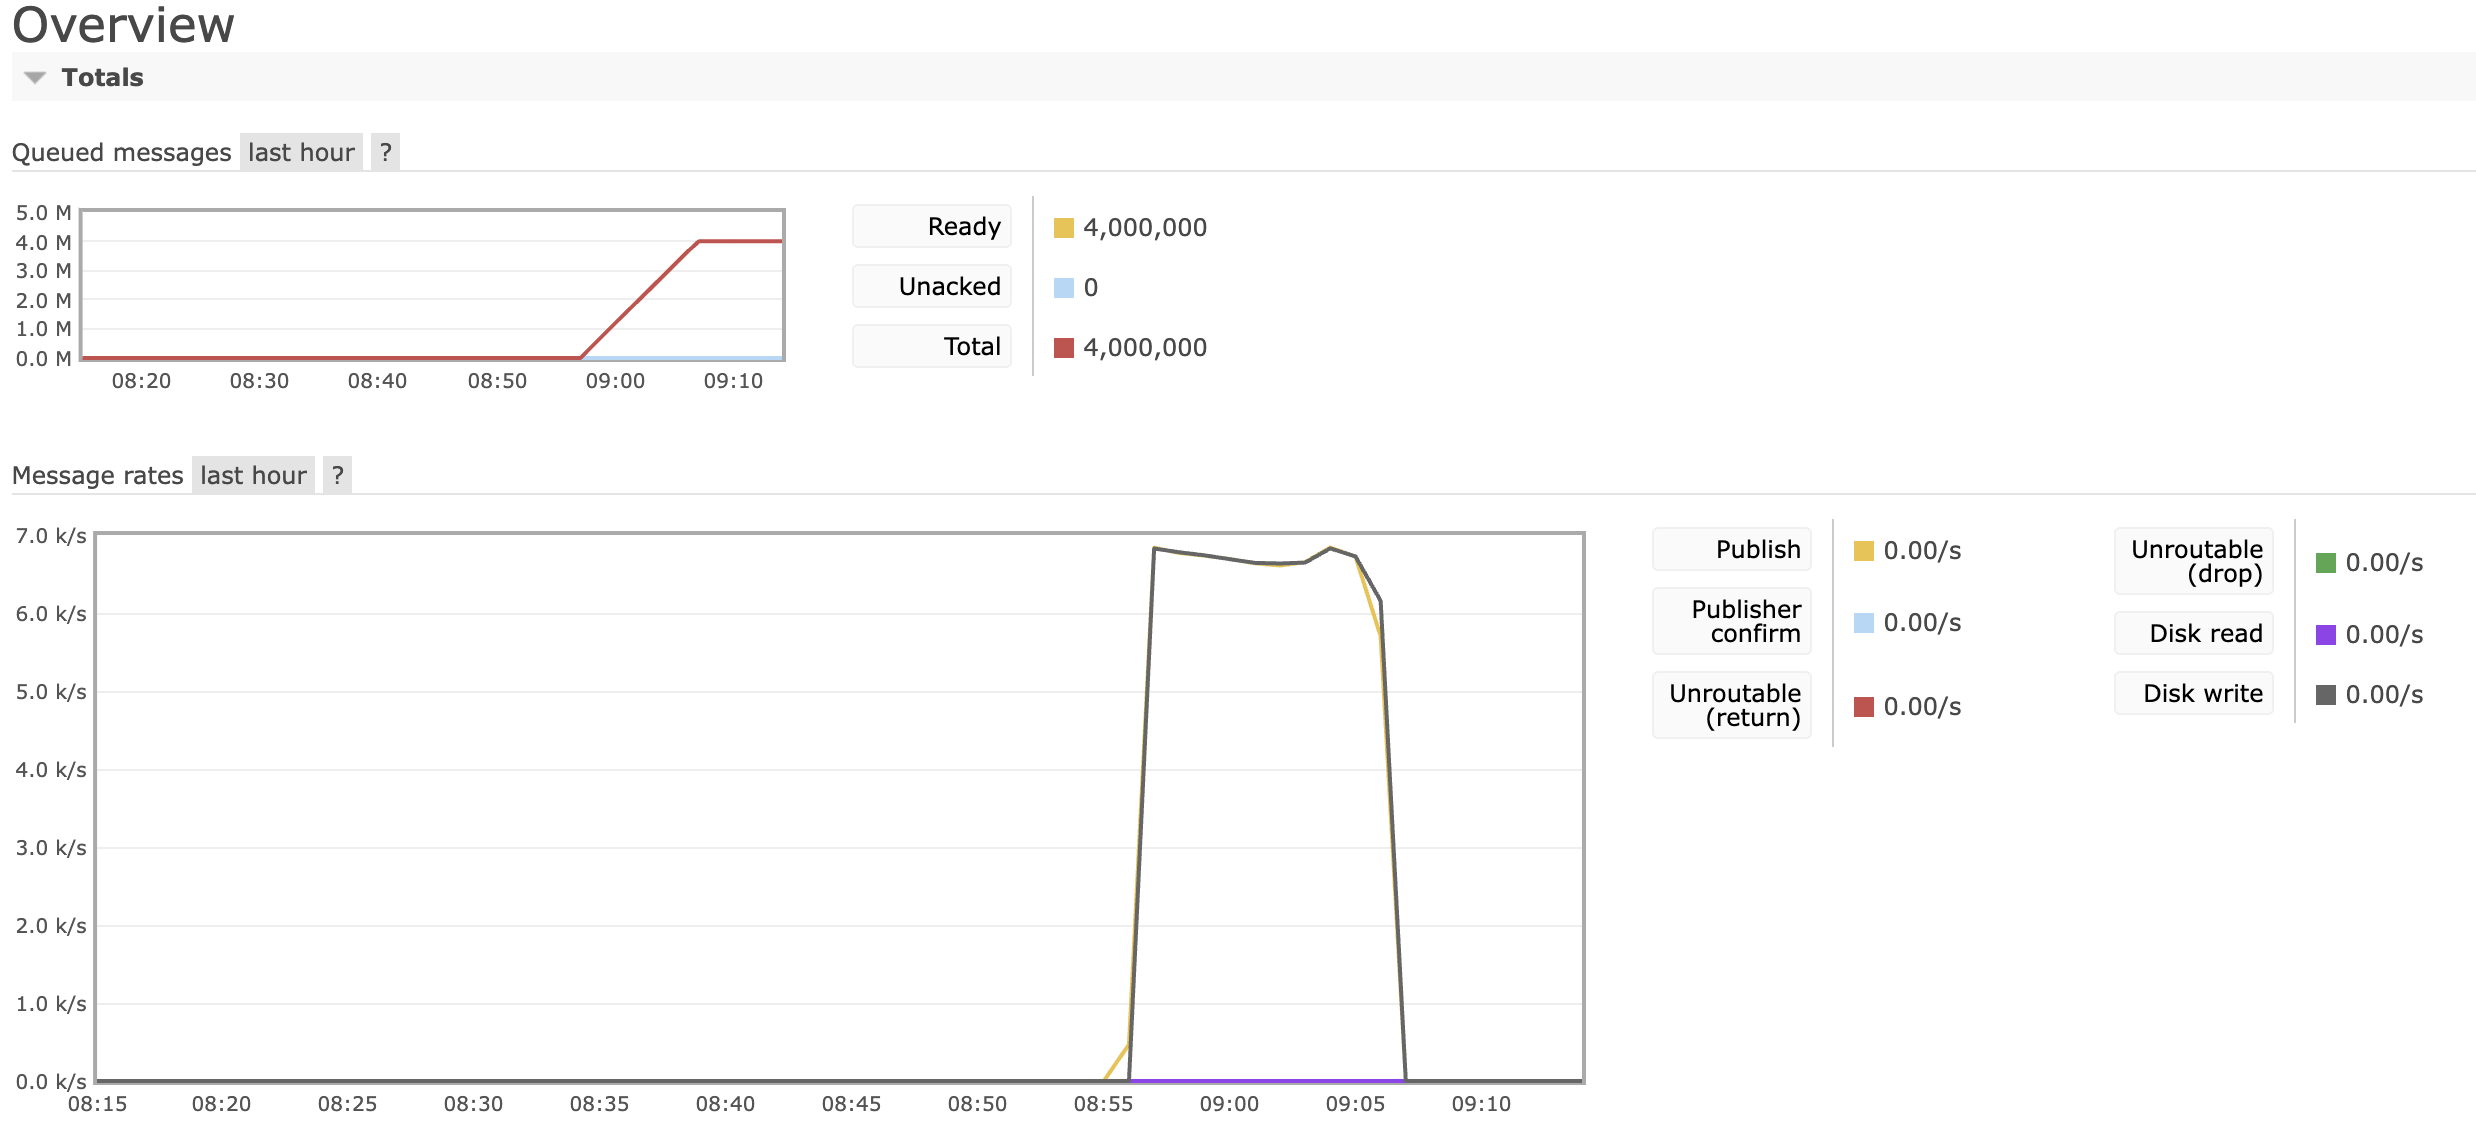 Overview
Totals
Queued messages last hour ?
5.0 M
4.0 M
3.0 M
2.0 M
1.0 M
0.0 M
08:20 08:30 08:40 08:50 09:00 09:10
Ready 4,000,000
Unacked 0
Total 4,000,000
Message rates last hour ?
7.0 k/s
6.0 k/s
5.0 k/s
4.0 k/s
3.0 k/s
2.0 k/s
1.0 k/s
0.0 k/s
08:15 08:20 08:25 08:30 08:35 08:40 08:45 08:50 08:55 09:00 09:05 09:10
Publish 0.00/s
Publisher
confirm 0.00/s
Unroutable
(return) 0.00/s
Unroutable
(drop) 0.00/s
Disk read 0.00/s
Disk write 0.00/s